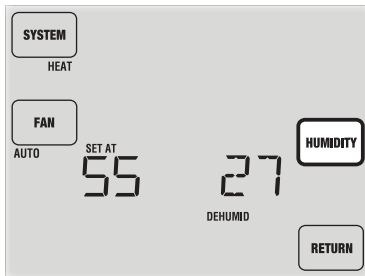 SYSTEM
HEAT
FAN
AUTO
SET AT
55 27
DEHUMID
HUMIDITY
RETURN